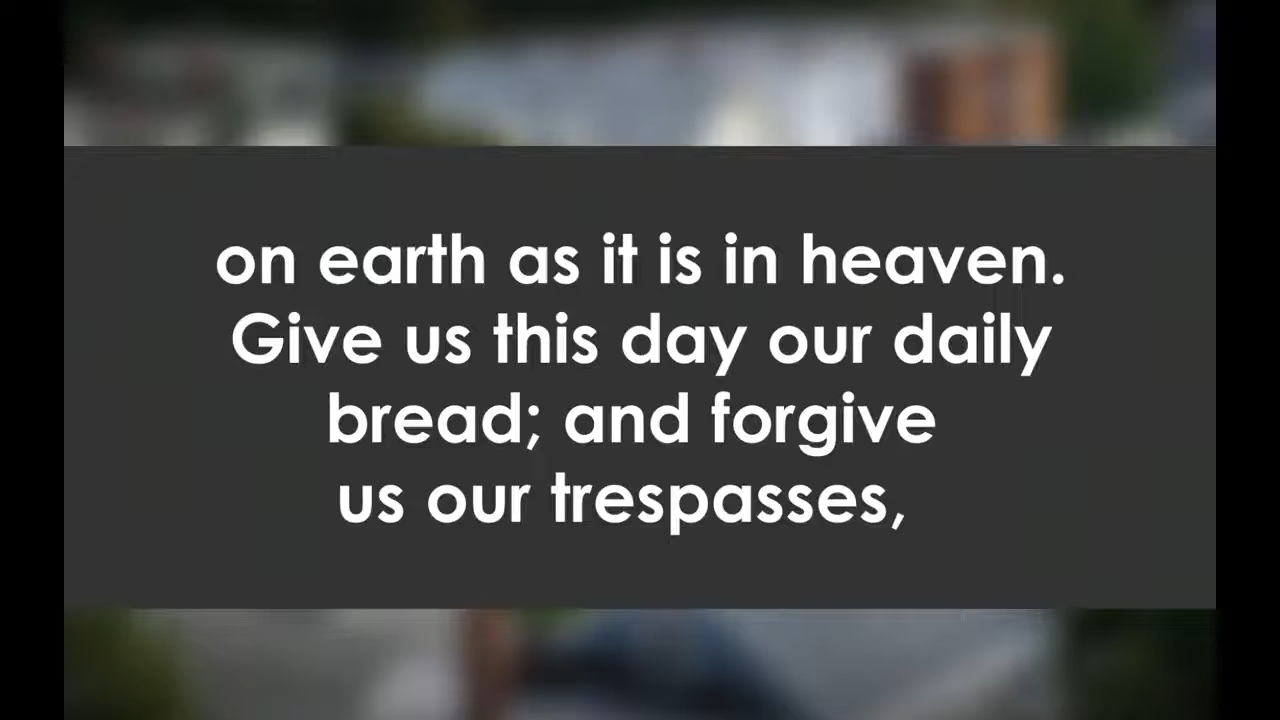 on earth as it is in heaven.
Give us this day our daily
bread; and forgive
us our trespasses,